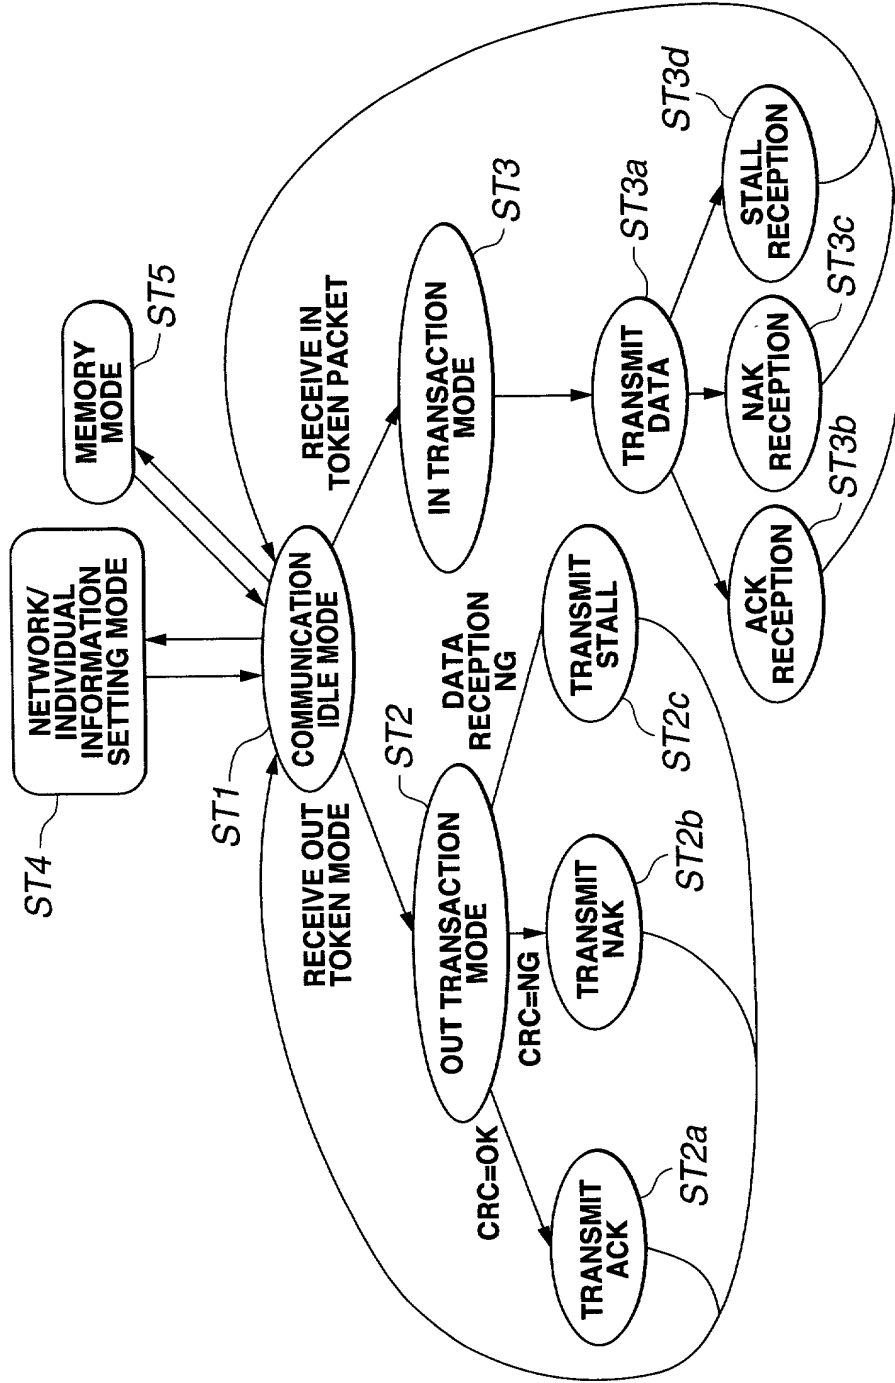 ST4
NETWORK/
INDIVIDUAL
INFORMATION
SETTING MODE
MEMORY
MODE
ST5
ST1
COMMUNICATION
IDLE MODE
RECEIVE OUT
TOKEN MODE
RECEIVE IN
TOKEN PACKET
ST2
OUT TRANSACTION
MODE
IN TRANSACTION
MODE
ST3
DATA
RECEPTION
NG
CRC=OK
CRC=NG
TRANSMIT
ACK
ST2a
TRANSMIT
NAK
ST2b
TRANSMIT
STALL
ST2c
TRANSMIT
DATA
ST3a
ACK
RECEPTION
ST3b
NAK
RECEPTION
ST3c
STALL
RECEPTION
ST3d